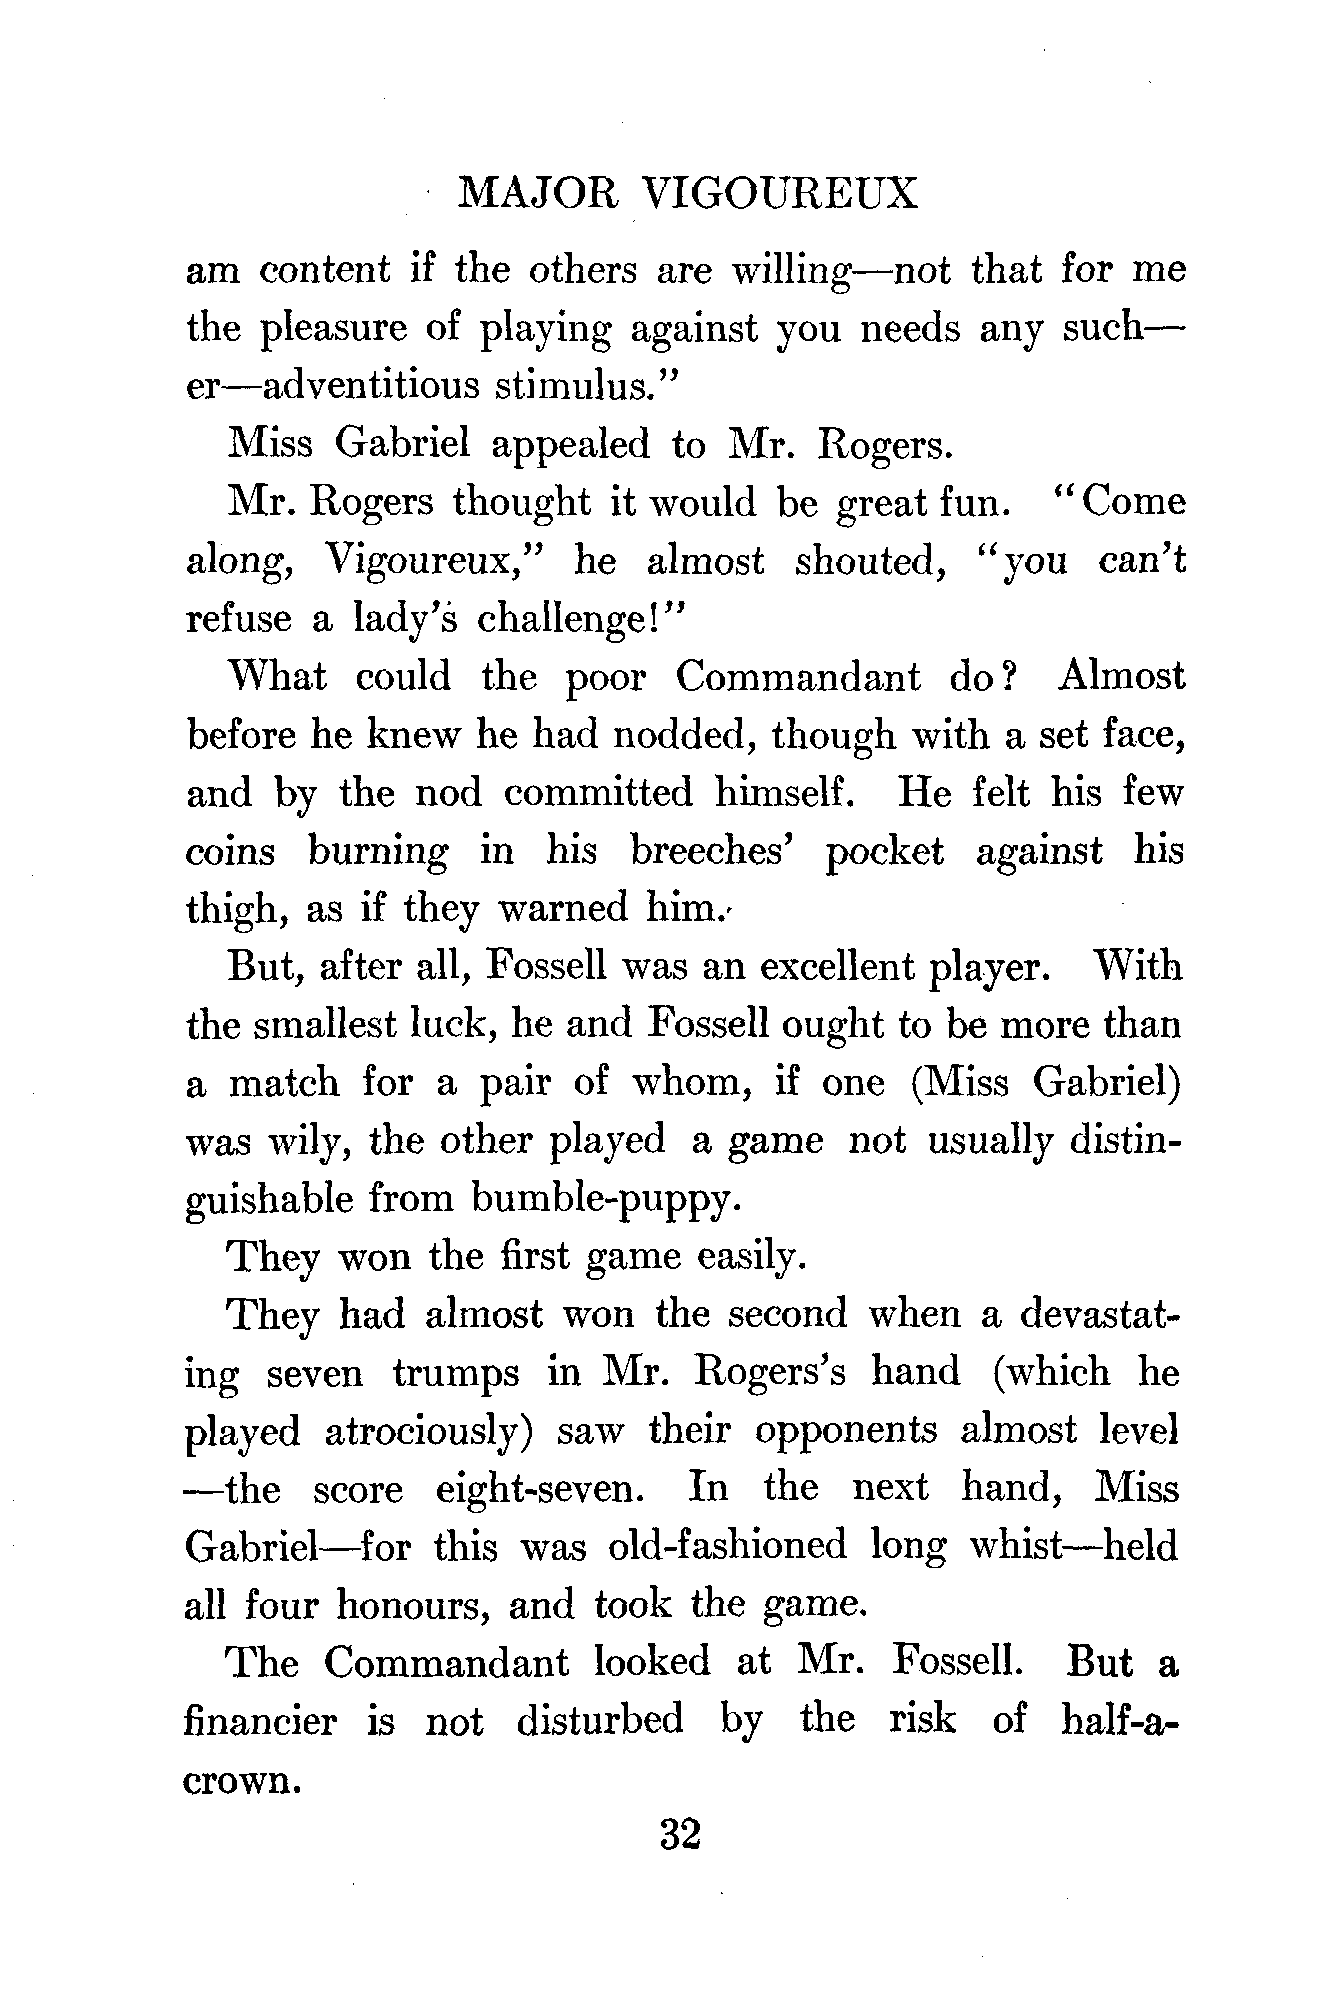 MAJOR VIGOUREUX
am content if the others are willing—not that for me
the pleasure of playing against you needs any such—
er—adventitious stimulus."
Miss Gabriel appealed to Mr. Rogers.
Mr. Rogers thought it would be great fun. "Come
along, Vigoureux," he almost shouted, "you can't
refuse a lady's challenge!"
What could the poor Commandant do? Almost
before he knew he had nodded, though with a set face,
and by the nod committed himself. He felt his few
coins burning in his breeches' pocket against his
thigh, as if they warned him.
But, after all, Fossell was an excellent player. With
the smallest luck, he and Fossell ought to be more than
a match for a pair of whom, if one (Miss Gabriel)
was wily, the other played a game not usually distin-
guishable from bumble-puppy.
They won the first game easily.
They had almost won the second when a devastat-
ing seven trumps in Mr. Rogers's hand (which he
played atrociously) saw their opponents almost level
—the score eight-seven. In the next hand, Miss
Gabriel—for this was old-fashioned long whist—held
all four honours, and took the game.
The Commandant looked at Mr. Fossell. But a
financier is not disturbed by the risk of half-a-
crown.
32